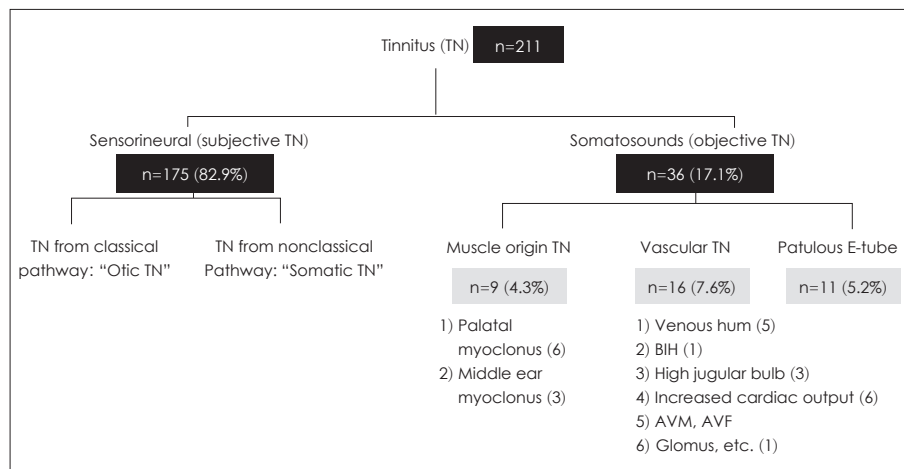 Tinnitus (TN) n=211
Sensorineural (subjective TN)
n=175 (82.9%)
Somatosounds (objective TN)
n=36 (17.1%)
TN from classical
pathway: “Otic TN”
TN from nonclassical
Pathway: “Somatic TN”
Muscle origin TN
n=9 (4.3%)
1) Palatal
myoclonus (6)
2) Middle ear
myoclonus (3)
Vascular TN
n=16 (7.6%)
1) Venous hum (5)
2) BIH (1)
3) High jugular bulb (3)
4) Increased cardiac output (6)
5) AVM, AVF
6) Glomus, etc. (1)
Patulous E-tube
n=11 (5.2%)